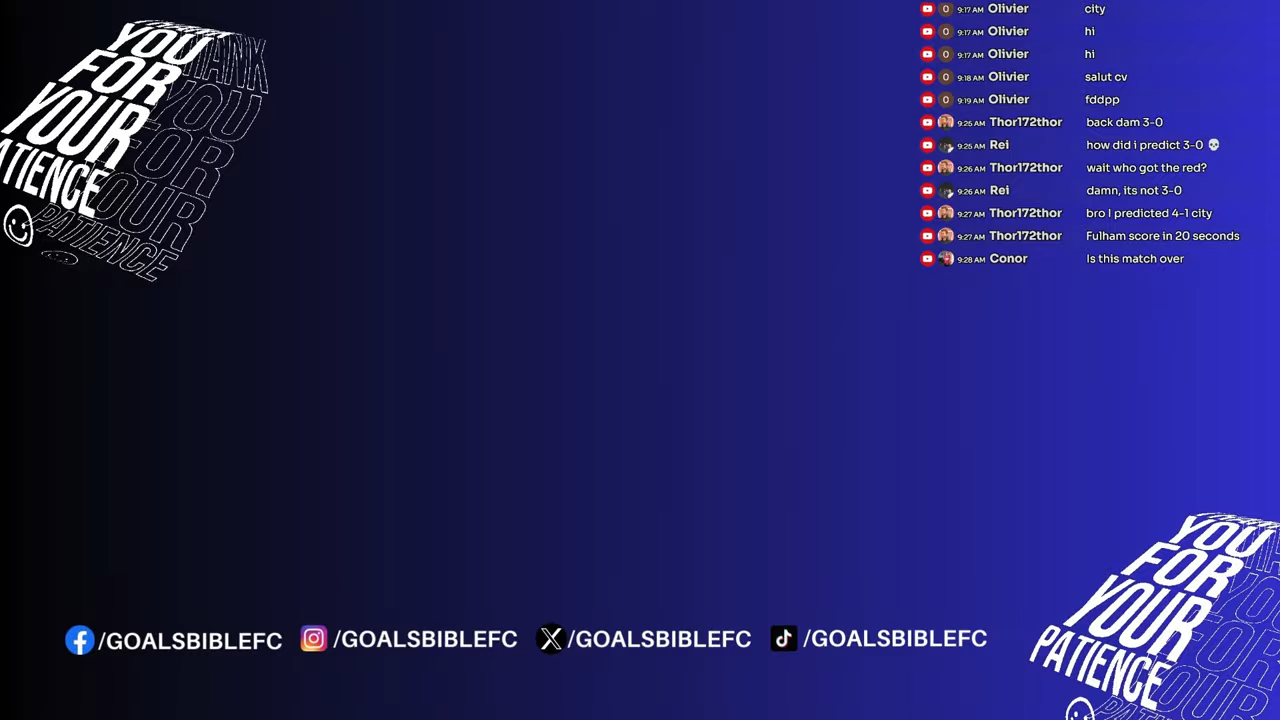 YOU
FOR
YOUR
PATIENCE
THANK
YOU
FOR
YOUR
PATIENCE
9:17 AM Olivier city
9:17 AM Olivier hi
9:17 AM Olivier hi
9:18 AM Olivier salut cv
9:19 AM Olivier fddpp
9:25 AM Thor172thor back dam 3-0
9:25 AM Rei how did i predict 3-0 💀
9:26 AM Thor172thor wait who got the red?
9:26 AM Rei damn, its not 3-0
9:27 AM Thor172thor bro I predicted 4-1 city
9:27 AM Thor172thor Fulham score in 20 seconds
9:28 AM Conor Is this match over
/GOALSBIBLEFC /GOALSBIBLEFC /GOALSBIBLEFC /GOALSBIBLEFC
YOU
FOR
YOUR
PATIENCE